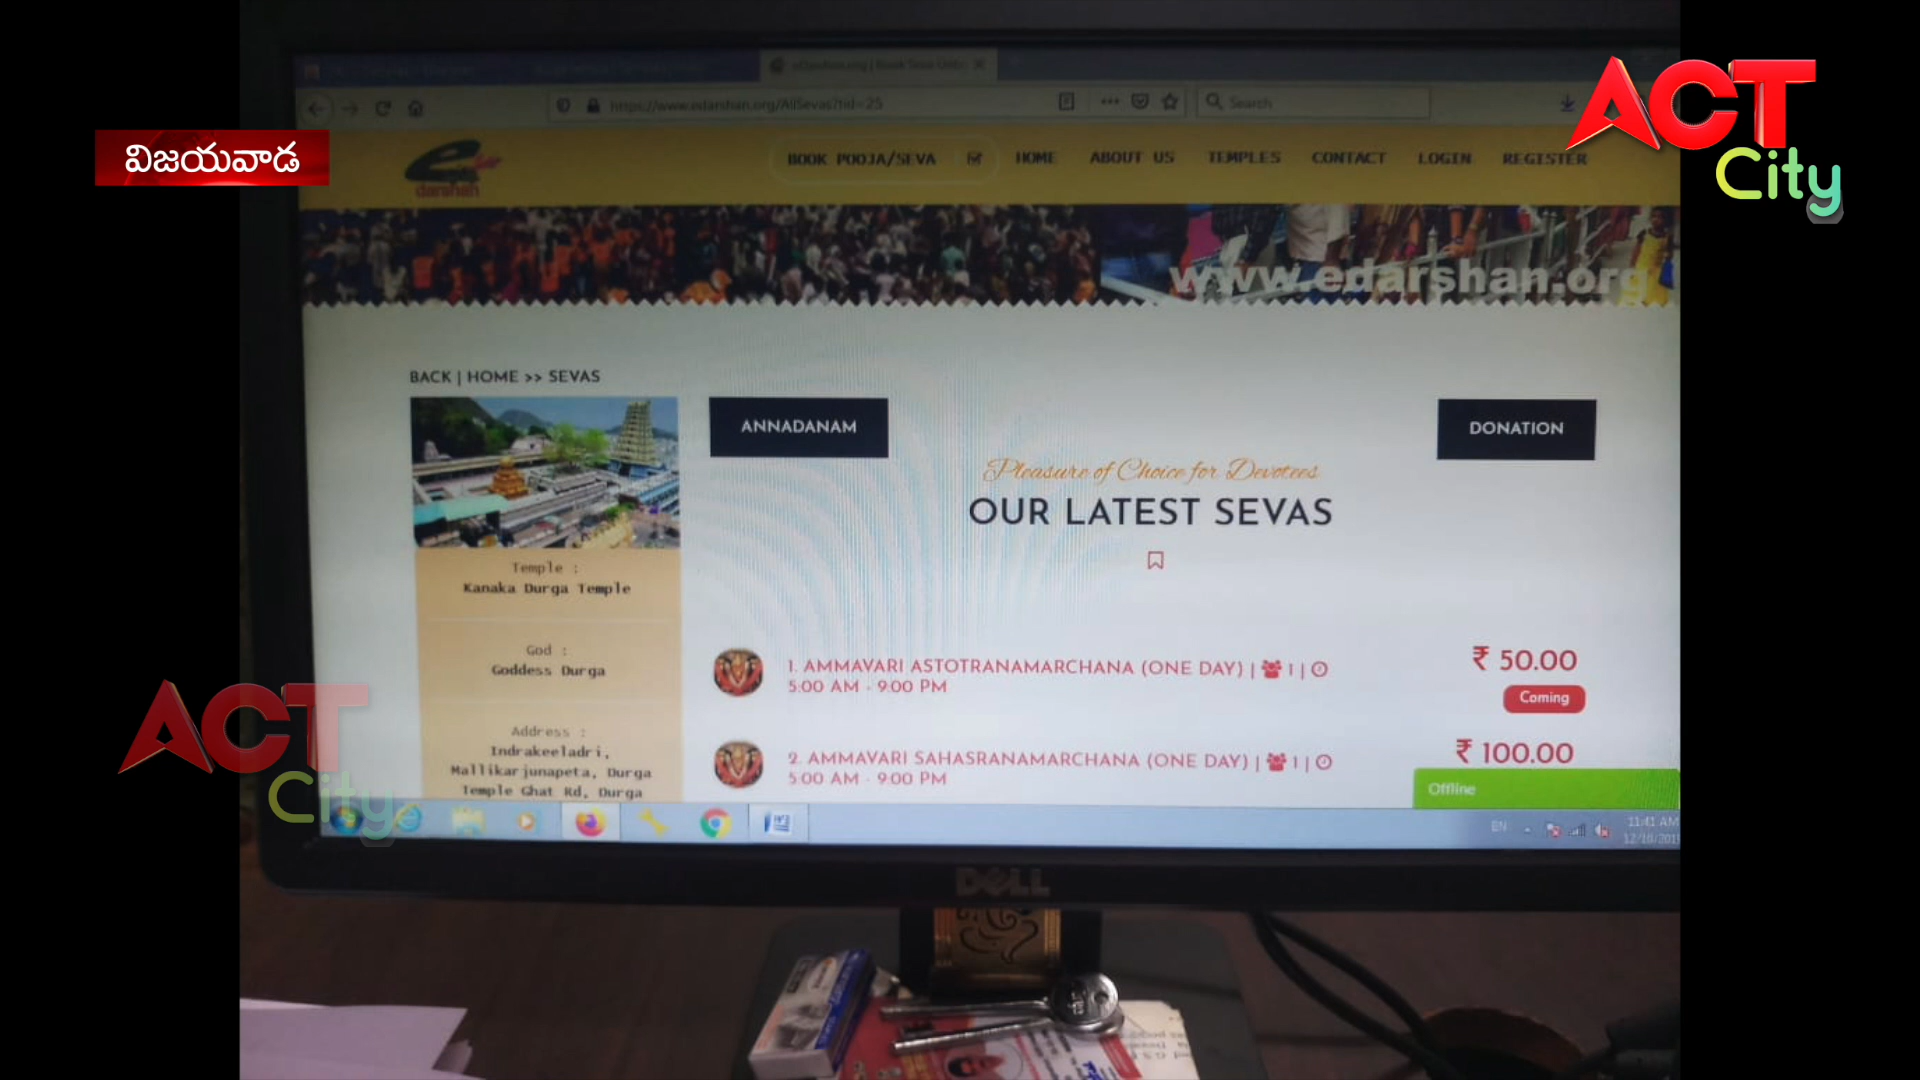 విజయవాడ
ACT
City
https://www.edarshan.org/AllSevas?tid=25
Search
darshan
BOOK POOJA/SEVA
HOME
ABOUT US
TEMPLES
CONTACT
LOGIN
REGISTER
www.edarshan.org
BACK | HOME >> SEVAS
ANNADANAM
DONATION
Pleasure of Choice for Devotees
OUR LATEST SEVAS
Temple :
Kanaka Durga Temple
God :
Goddess Durga
Address :
Indrakeeladri,
Mallikarjunapeta, Durga
Temple Ghat Rd, Durga
1. AMMAVARI ASTOTRANAMARCHANA (ONE DAY) | 1 |
5:00 AM - 9:00 PM
₹ 50.00
Coming
2. AMMAVARI SAHASRANAMARCHANA (ONE DAY) | 1 |
5:00 AM - 9:00 PM
₹ 100.00
Offline
ACT
City
EN
11:41 AM
DELL